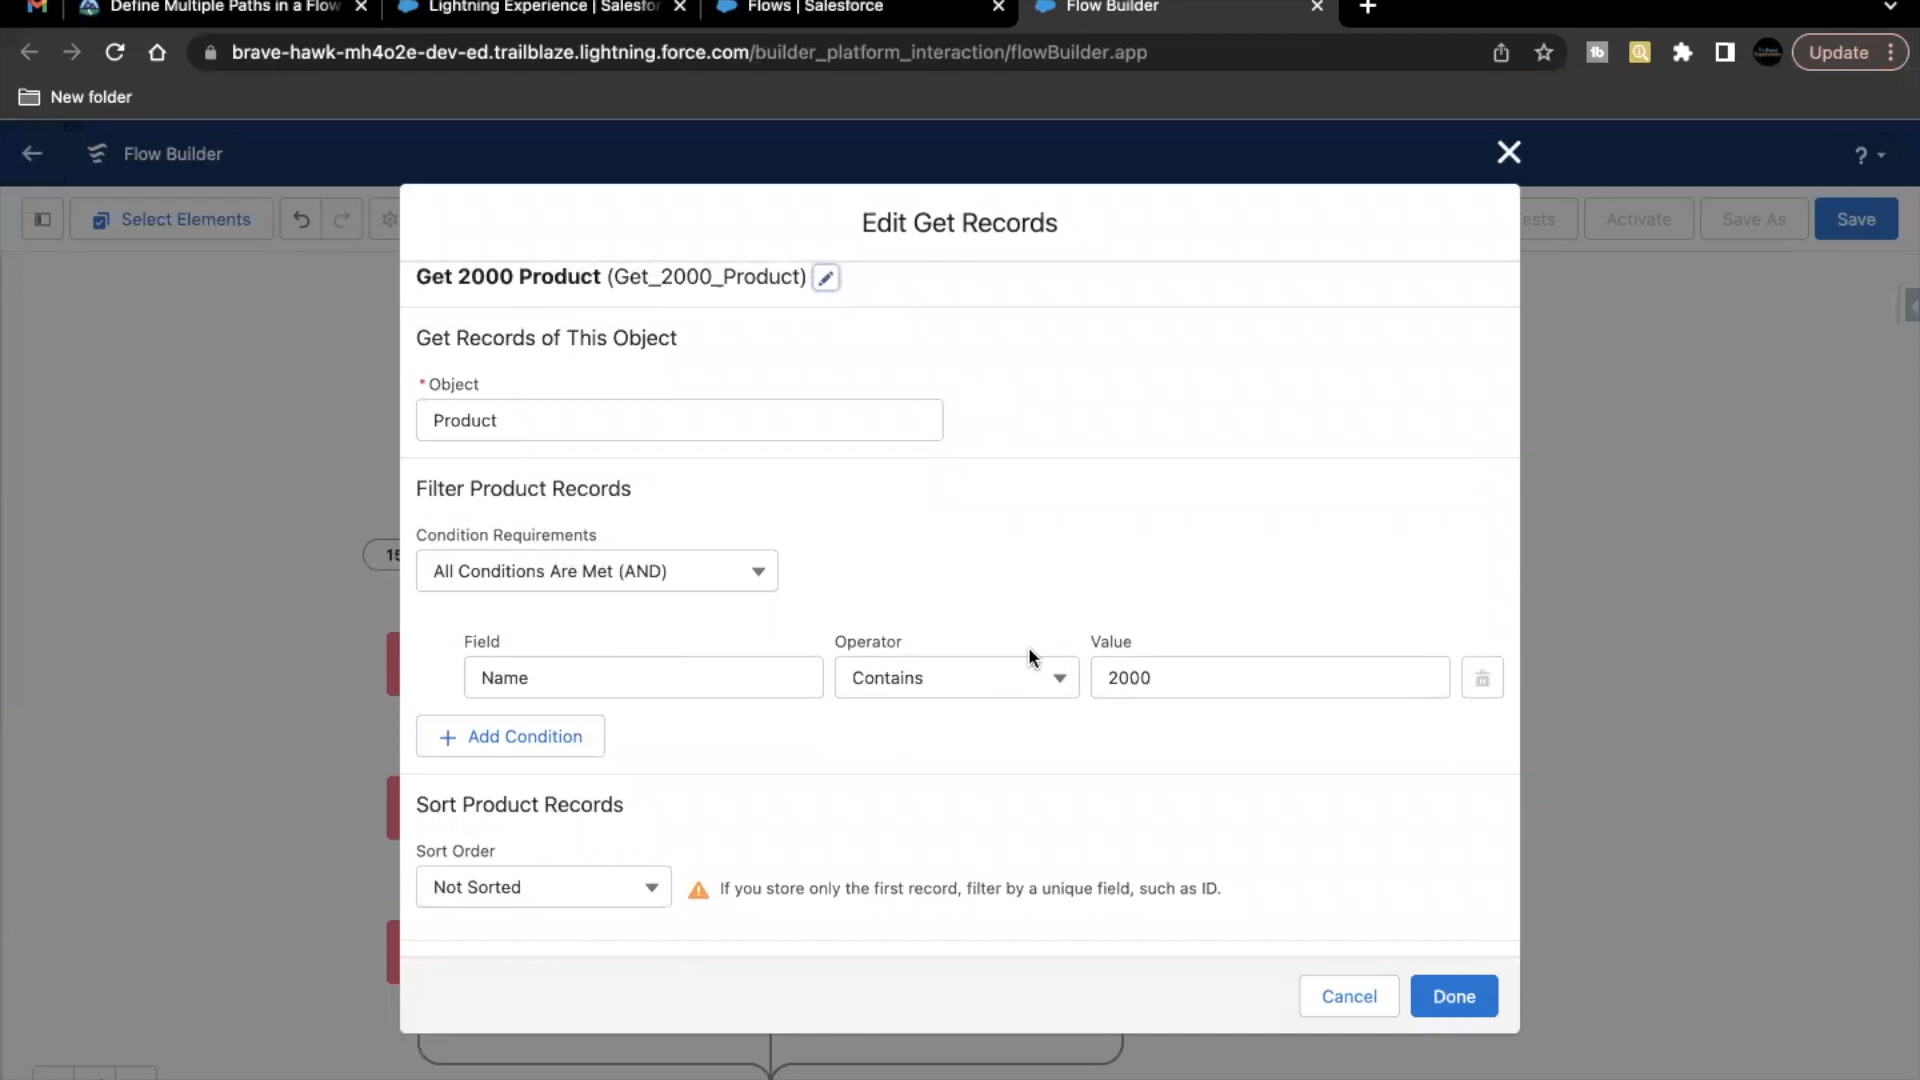 Define Multiple Paths in a Flow
Lightning Experience | Salesfor
Flows | Salesforce
Flow Builder
brave-hawk-mh4o2e-dev-ed.trailblaze.lightning.force.com/builder_platform_interaction/flowBuilder.app
Update
New folder
Flow Builder
?
Select Elements
ests
Activate
Save As
Save
Edit Get Records
Get 2000 Product (Get_2000_Product)
Get Records of This Object
* Object
Product
Filter Product Records
Condition Requirements
All Conditions Are Met (AND)
15
Field
Operator
Value
Name
Contains
2000
+ Add Condition
Sort Product Records
Sort Order
Not Sorted
If you store only the first record, filter by a unique field, such as ID.
Cancel
Done